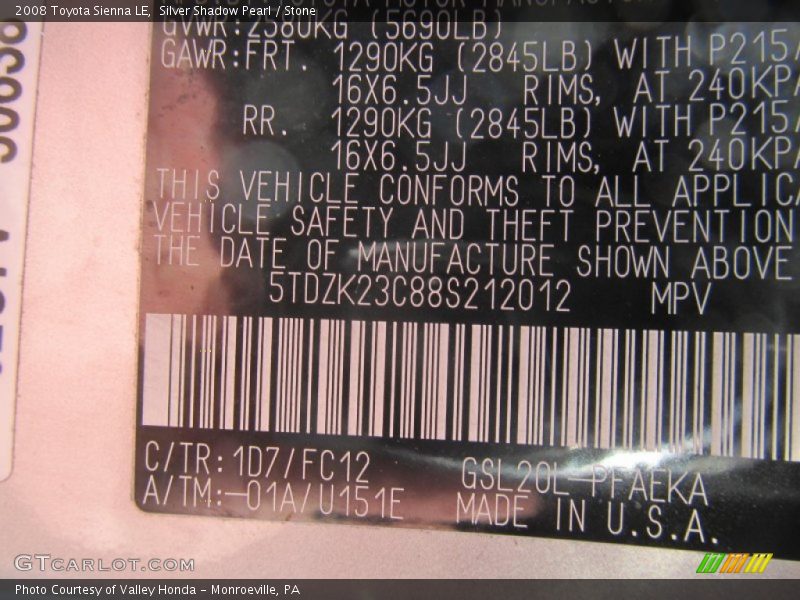 2008 Toyota Sienna LE, Silver Shadow Pearl / Stone
GVWR:2580KG (5690LB)
GAWR:FRT. 1290KG (2845LB) WITH P215/
16X6.5JJ RIMS, AT 240KPA
RR. 1290KG (2845LB) WITH P215/
16X6.5JJ RIMS, AT 240KPA
THIS VEHICLE CONFORMS TO ALL APPLICA
VEHICLE SAFETY AND THEFT PREVENTION
THE DATE OF MANUFACTURE SHOWN ABOVE
5TDZK23C88S212012 MPV
C/TR:1D7/FC12 GSL20L-PFAEKA
A/TM:-01A/U151E MADE IN U.S.A.
GTCARLOT.COM
Photo Courtesy of Valley Honda - Monroeville, PA